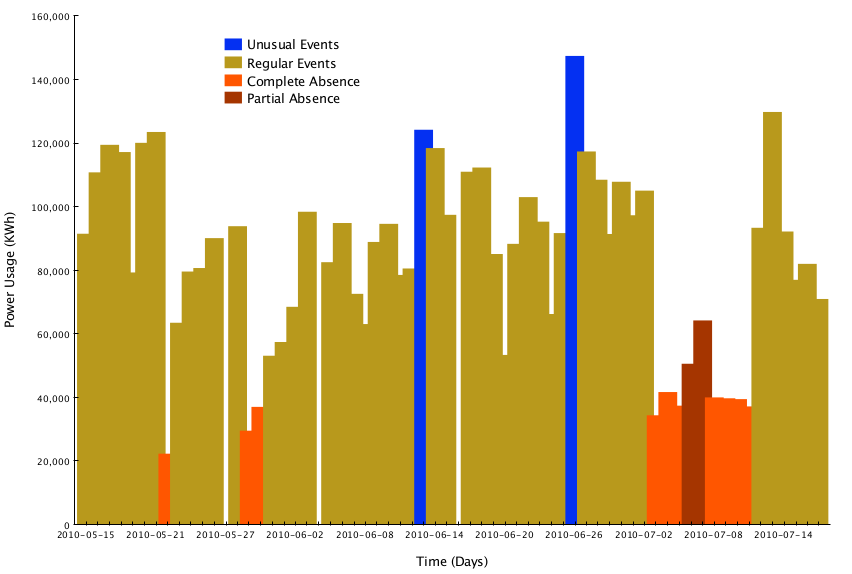 160,000
140,000
120,000
100,000
80,000
60,000
40,000
20,000
0
Power Usage (KWh)
Unusual Events
Regular Events
Complete Absence
Partial Absence
2010-05-15 2010-05-21 2010-05-27 2010-06-02 2010-06-08 2010-06-14 2010-06-20 2010-06-26 2010-07-02 2010-07-08 2010-07-14
Time (Days)